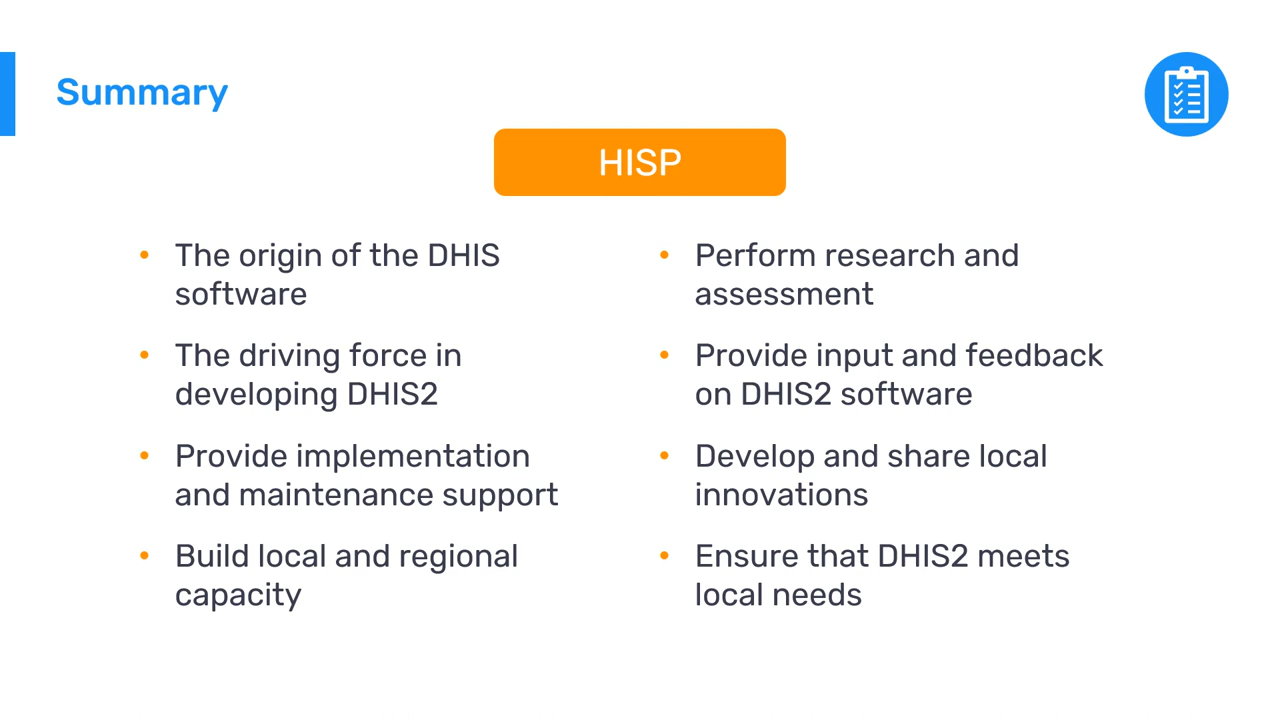 Summary
HISP
• The origin of the DHIS
software
• The driving force in
developing DHIS2
• Provide implementation
and maintenance support
• Build local and regional
capacity
• Perform research and
assessment
• Provide input and feedback
on DHIS2 software
• Develop and share local
innovations
• Ensure that DHIS2 meets
local needs